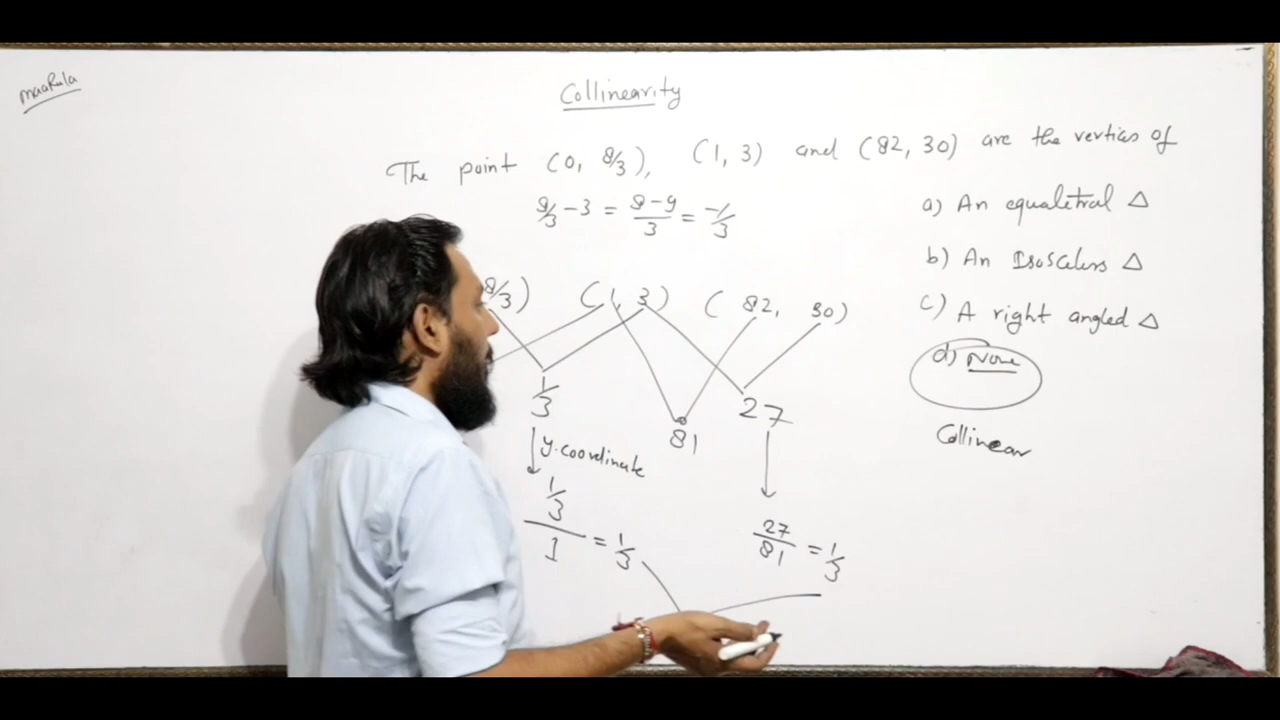 maaRula
Collinearity
The point (0, 8/3), (1, 3) and (82, 30) are the verties of
8/3 - 3 = 8-9/3 = -1/3
a) An equaletral △
b) An Isoscelers △
c) A right angled △
d) None
Collinear
8/3) (1, 3) (82, 30)
1/3 81 27
y.coordinate
1/3/1 = 1/3
27/81 = 1/3